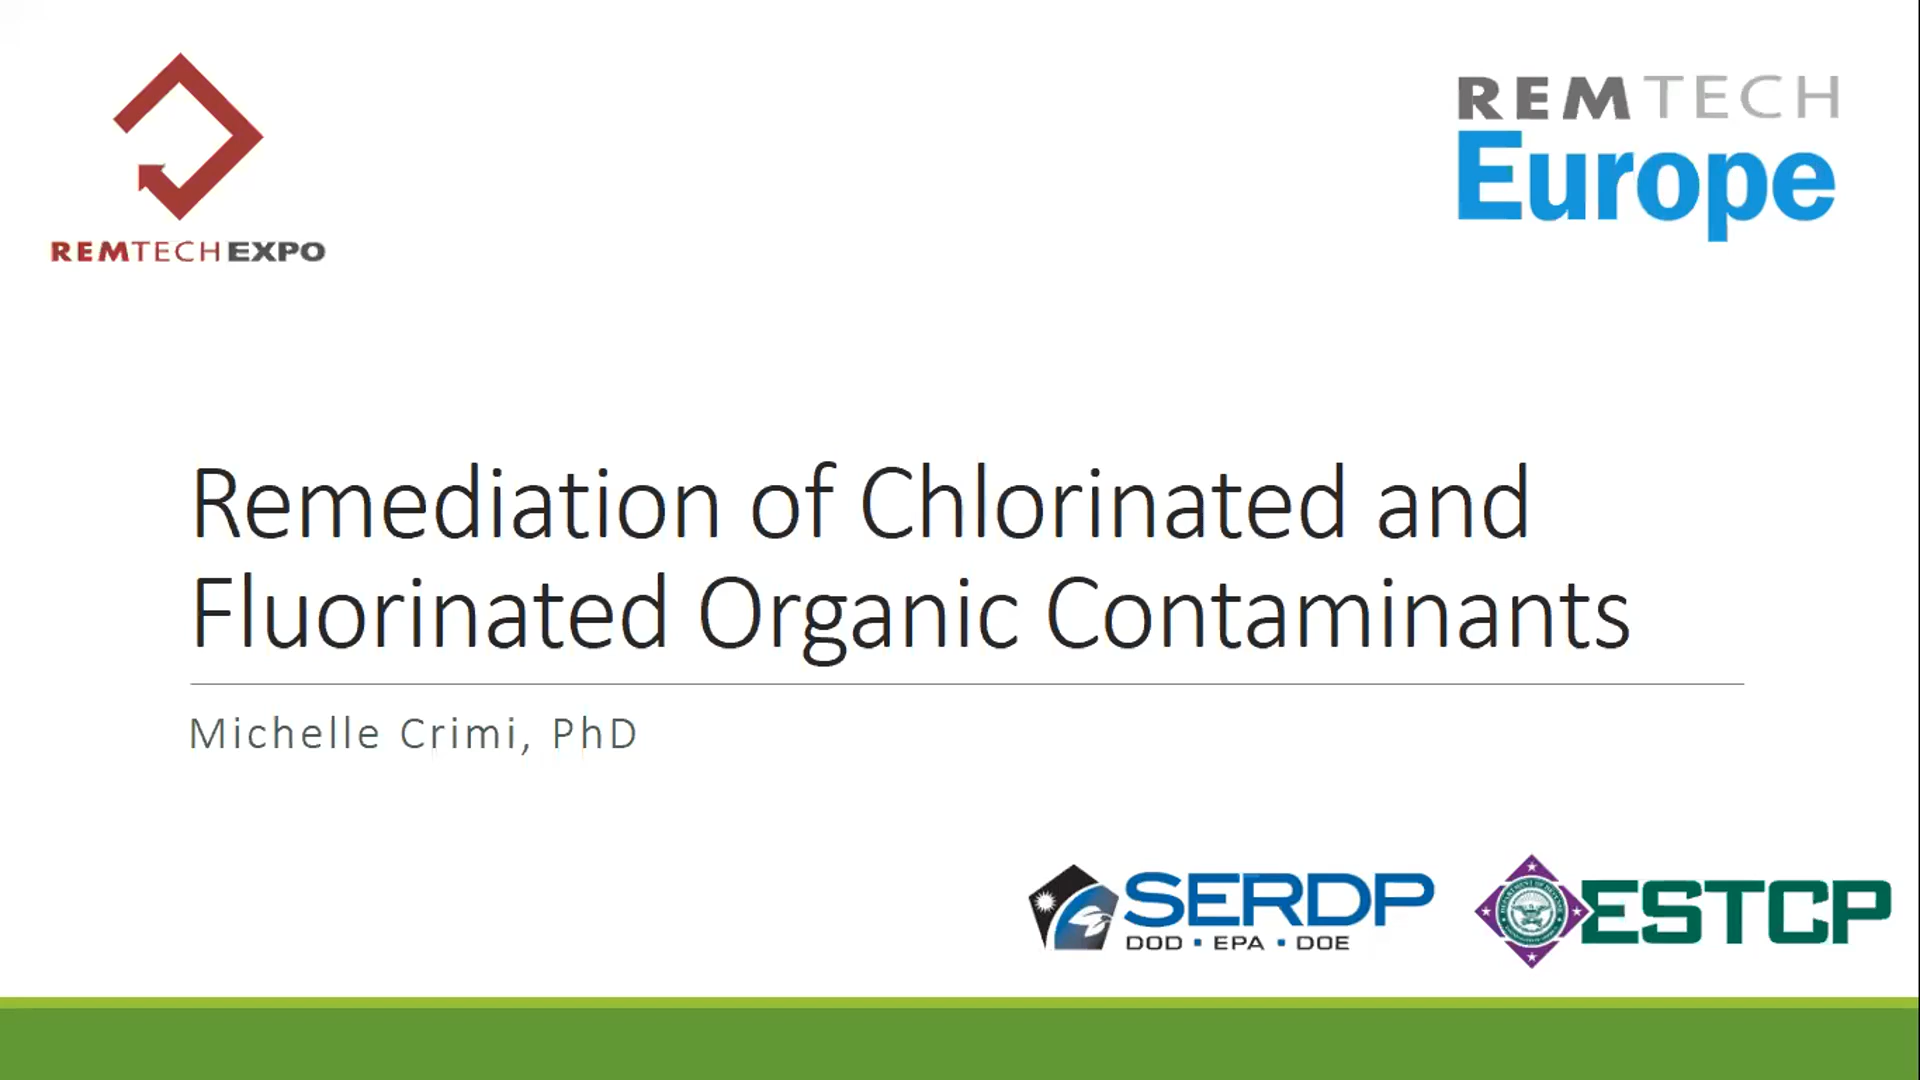 REMTECHEXPO
REMTECH
Europe
Remediation of Chlorinated and
Fluorinated Organic Contaminants
Michelle Crimi, PhD
SERDP
DOD • EPA • DOE
ESTCP